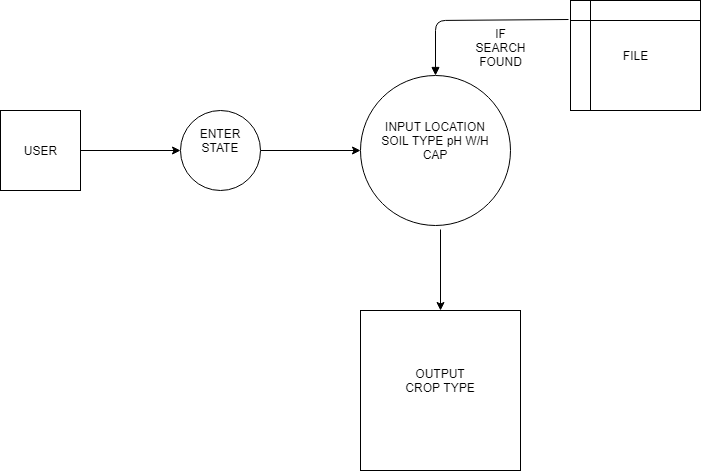 IF
SEARCH
FOUND
FILE
USER
ENTER
STATE
INPUT LOCATION
SOIL TYPE pH W/H
CAP
OUTPUT
CROP TYPE